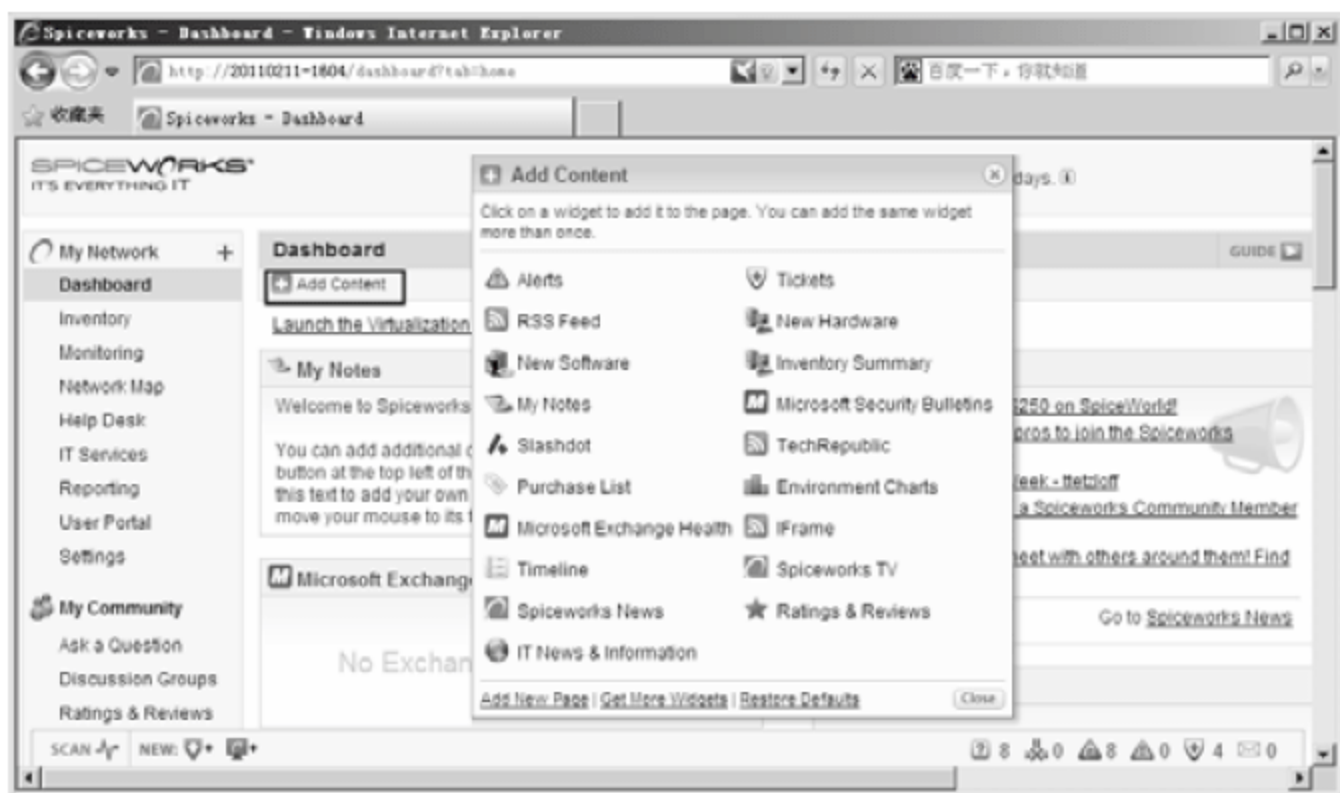 Spiceworks - Dashboard - Windows Internet Explorer
http://20110211-1604/dashboard?tab=home
百度一下，你就知道
收藏夹
Spiceworks - Dashboard
SPICEWORKS
IT'S EVERYTHING IT
days.
My Network +
Dashboard
Inventory
Monitoring
Network Map
Help Desk
IT Services
Reporting
User Portal
Settings
My Community
Ask a Question
Discussion Groups
Ratings & Reviews
Dashboard
GUIDE
Add Content
Launch the Virtualization
My Notes
Welcome to Spiceworks
You can add additional
button at the top left of th
this text to add your own
move your mouse to its t
Microsoft Exchang
No Exchan
Add Content
Click on a widget to add it to the page. You can add the same widget
more than once.
Alerts
Tickets
RSS Feed
New Hardware
New Software
Inventory Summary
My Notes
Microsoft Security Bulletins
Slashdot
TechRepublic
Purchase List
Environment Charts
Microsoft Exchange Health
IFrame
Timeline
Spiceworks TV
Spiceworks News
Ratings & Reviews
IT News & Information
Add New Page | Get More Widgets | Restore Defaults
Close
$250 on SpiceWorld!
pros to join the Spiceworks
a Spiceworks Community Member
meet with others around them! Find
Go to Spiceworks News
SCAN NEW:
8 0 8 0 4 0